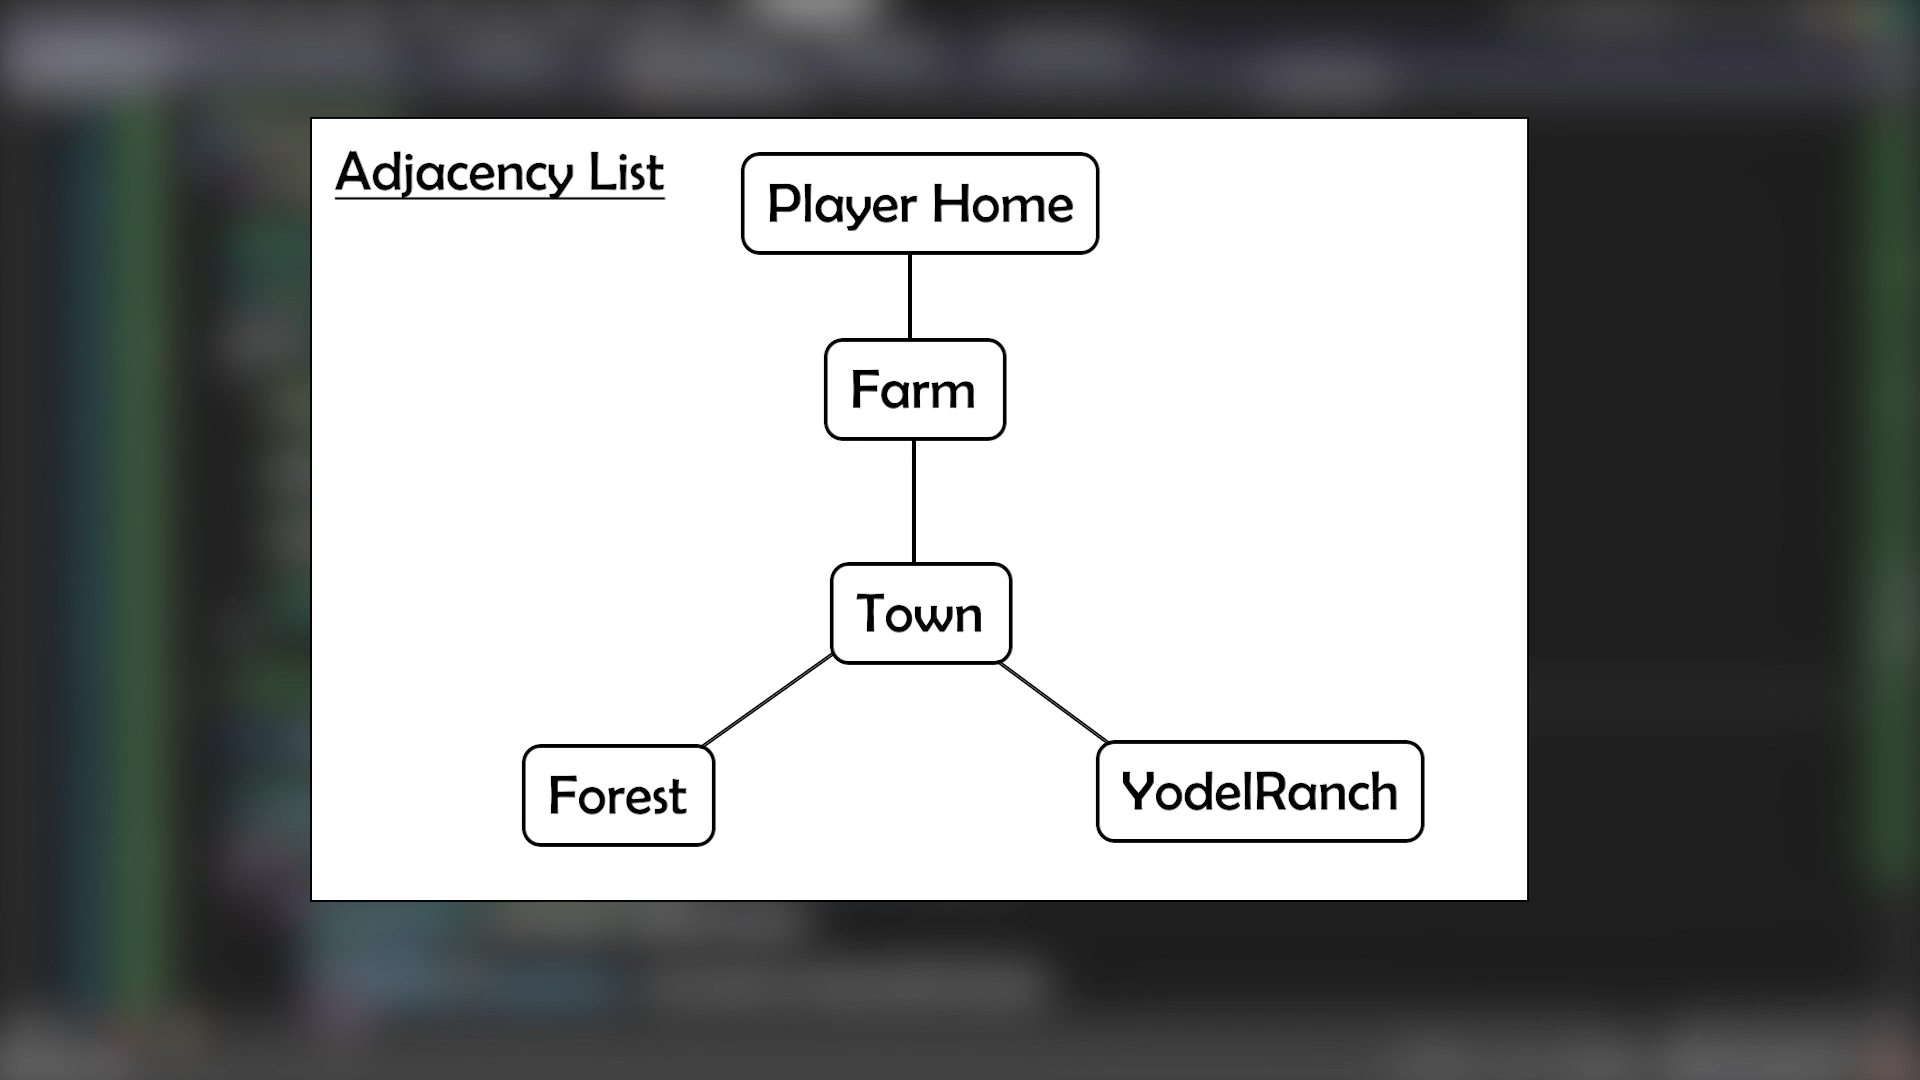 Adjacency List
Player Home
Farm
Town
Forest
YodelRanch